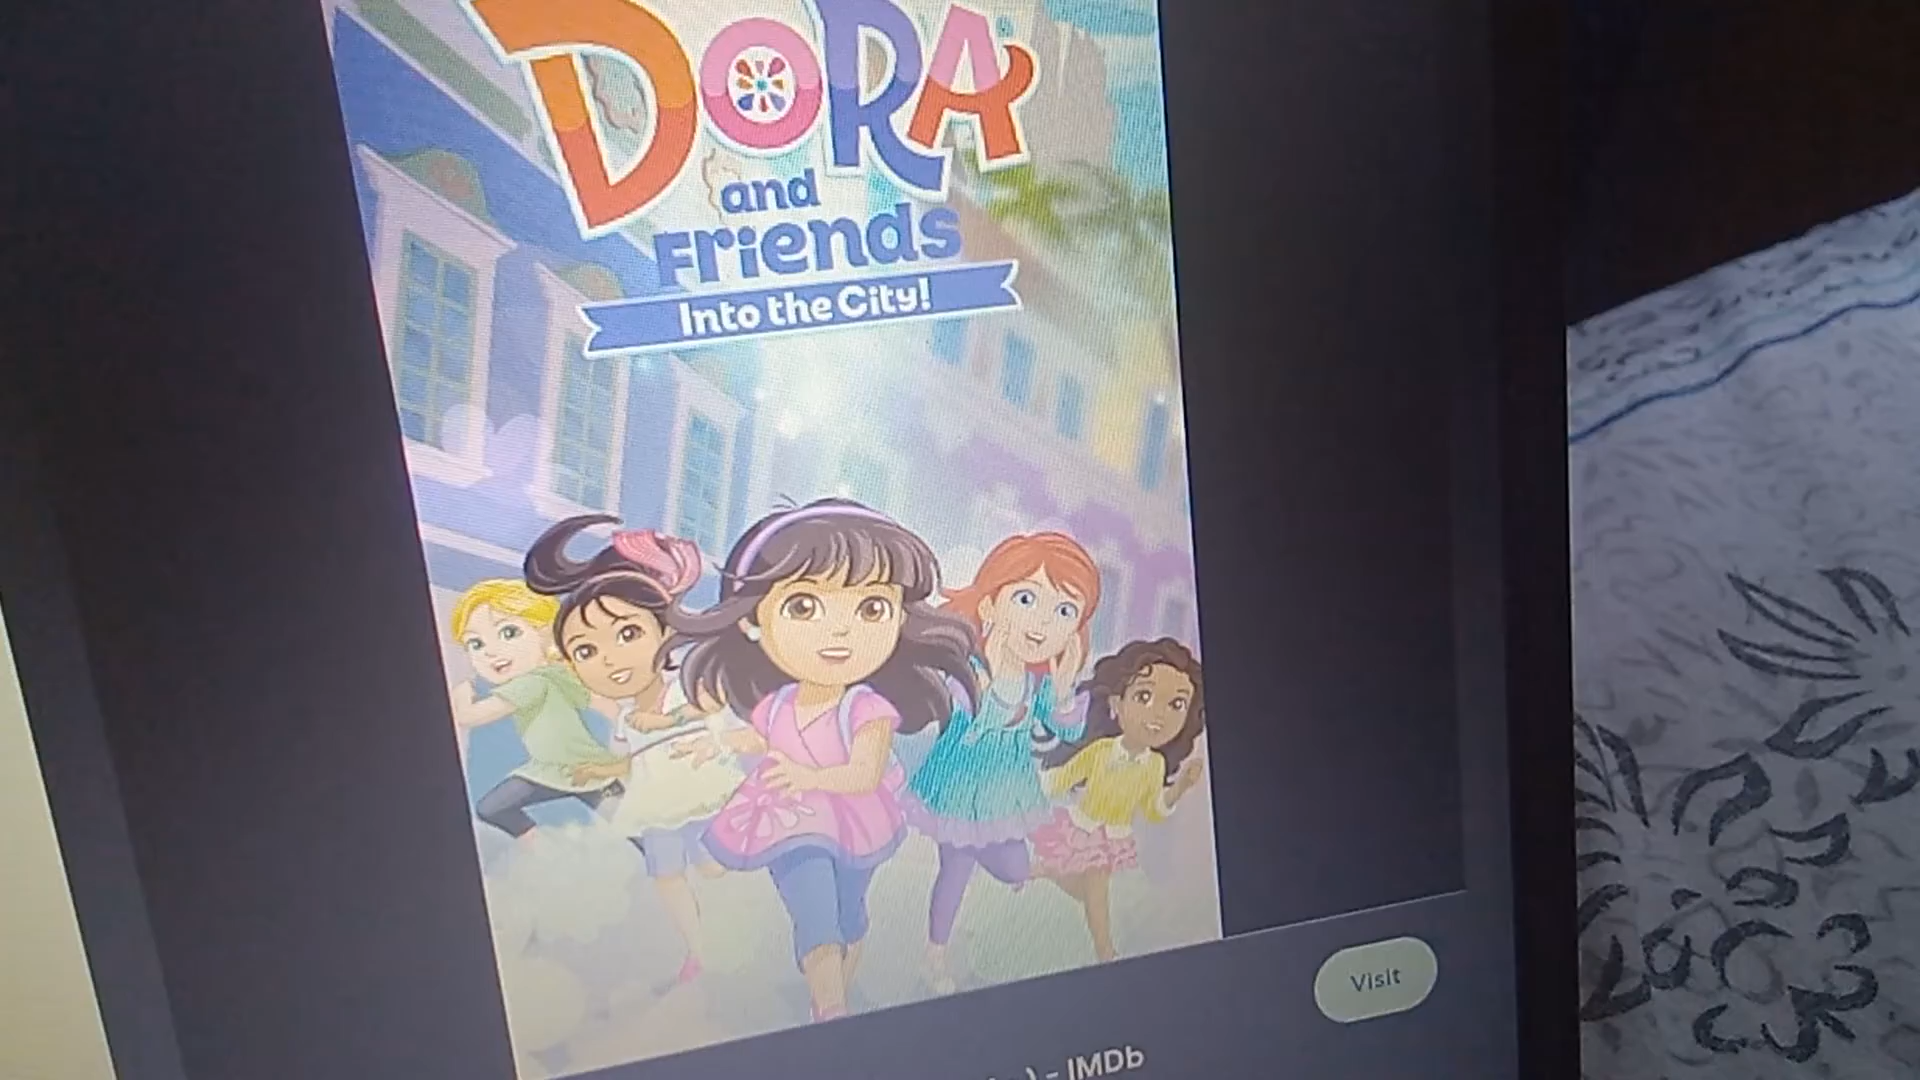 DORA
and
Friends
Into the City!
Visit
- IMDb